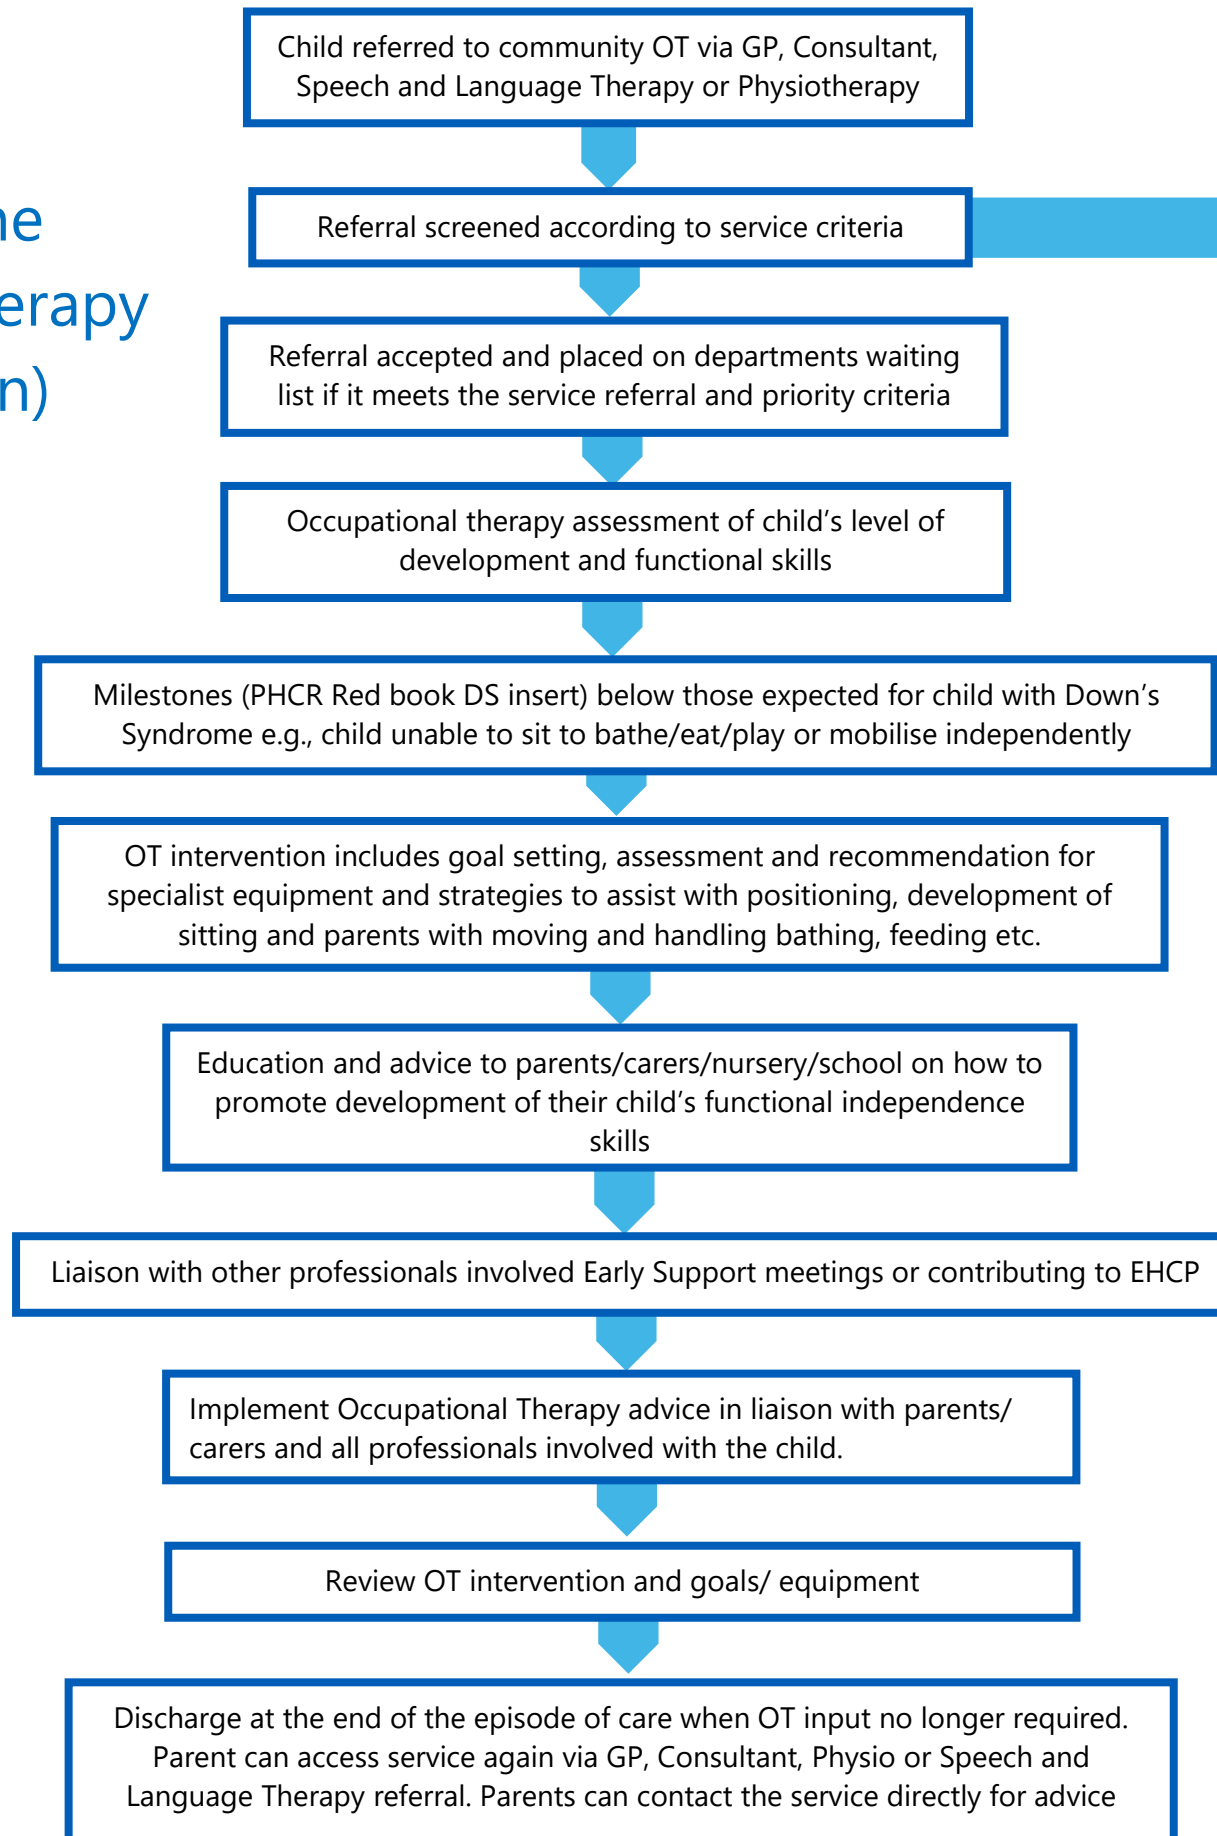 Child referred to community OT via GP, Consultant,
Speech and Language Therapy or Physiotherapy
Referral screened according to service criteria
Referral accepted and placed on departments waiting
list if it meets the service referral and priority criteria
Occupational therapy assessment of child’s level of
development and functional skills
Milestones (PHCR Red book DS insert) below those expected for child with Down’s
Syndrome e.g., child unable to sit to bathe/eat/play or mobilise independently
OT intervention includes goal setting, assessment and recommendation for
specialist equipment and strategies to assist with positioning, development of
sitting and parents with moving and handling bathing, feeding etc.
Education and advice to parents/carers/nursery/school on how to
promote development of their child’s functional independence
skills
Liaison with other professionals involved Early Support meetings or contributing to EHCP
Implement Occupational Therapy advice in liaison with parents/
carers and all professionals involved with the child.
Review OT intervention and goals/ equipment
Discharge at the end of the episode of care when OT input no longer required.
Parent can access service again via GP, Consultant, Physio or Speech and
Language Therapy referral. Parents can contact the service directly for advice